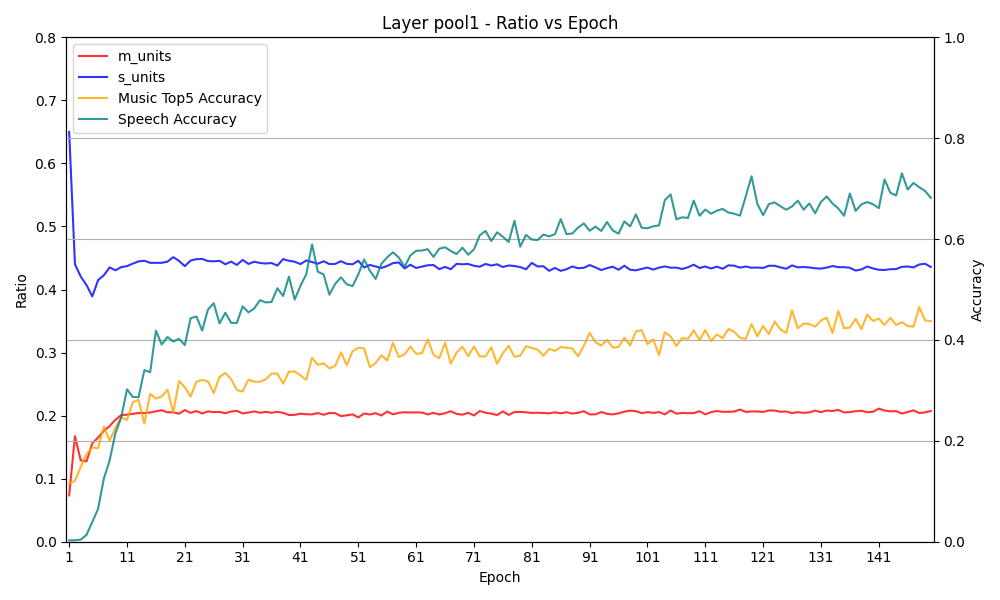 Layer pool1 - Ratio vs Epoch
m_units
s_units
Music Top5 Accuracy
Speech Accuracy
0.8
0.7
0.6
0.5
0.4
0.3
0.2
0.1
0.0
Ratio
1.0
0.8
0.6
0.4
0.2
0.0
Accuracy
1 11 21 31 41 51 61 71 81 91 101 111 121 131 141
Epoch